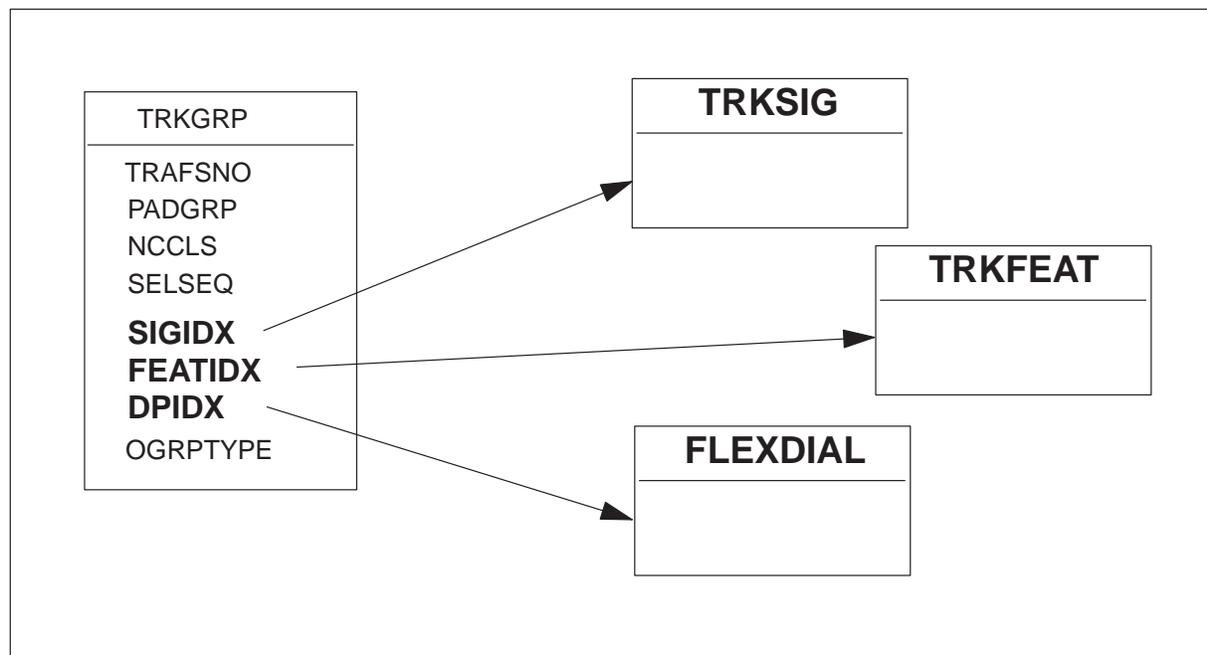 TRKGRP
TRAFSNO
PADGRP
NCCLS
SELSEQ
SIGIDX
FEATIDX
DPIDX
OGRPTYPE
TRKSIG
TRKFEAT
FLEXDIAL